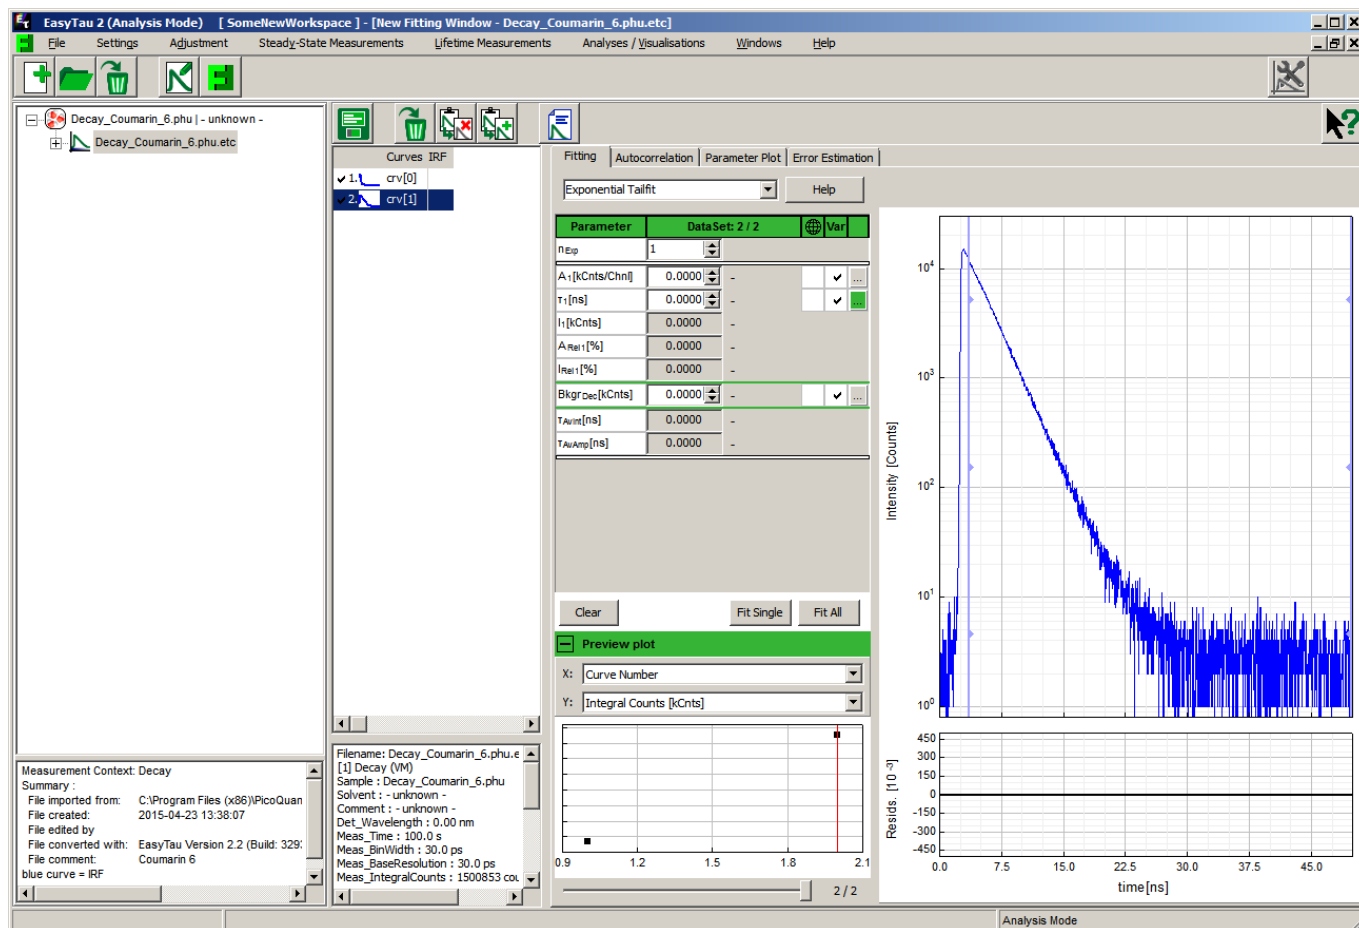 EasyTau 2 (Analysis Mode) [ SomeNewWorkspace ] - [New Fitting Window - Decay_Coumarin_6.phu.etc]
File Settings Adjustment Steady-State Measurements Lifetime Measurements Analyses / Visualisations Windows Help
Decay_Coumarin_6.phu | - unknown -
Decay_Coumarin_6.phu.etc
Measurement Context: Decay
Summary :
File imported from: C:\Program Files (x86)\PicoQuan
File created: 2015-04-23 13:38:07
File edited by
File converted with: EasyTau Version 2.2 (Build: 329
File comment: Coumarin 6
blue curve = IRF
Curves IRF
1. crv[0]
2. crv[1]
Filename: Decay_Coumarin_6.phu.e
[1] Decay (VM)
Sample : Decay_Coumarin_6.phu
Solvent : - unknown -
Comment : - unknown -
Det_Wavelength : 0.00 nm
Meas_Time : 100.0 s
Meas_BinWidth : 30.0 ps
Meas_BaseResolution : 30.0 ps
Meas_IntegralCounts : 1500853 cou
Fitting Autocorrelation Parameter Plot Error Estimation
Exponential Tailfit Help
Parameter DataSet: 2 / 2 Var
nExp 1
A1[kCnts/Chnl] 0.0000 - ...
τ1[ns] 0.0000 - ...
I1[kCnts] 0.0000 -
ARel1[%] 0.0000 -
IRel1[%] 0.0000 -
BkgrDec[kCnts] 0.0000 - ...
τAvInt[ns] 0.0000 -
τAvAmp[ns] 0.0000 -
Clear Fit Single Fit All
Preview plot
X: Curve Number
Y: Integral Counts [kCnts]
0.9 1.2 1.5 1.8 2.1
2 / 2
Intensity [Counts]
10⁴
10³
10²
10¹
10⁰
Resids. [10⁻³]
450
300
150
0
-150
-300
-450
0.0 7.5 15.0 22.5 30.0 37.5 45.0
time[ns]
Analysis Mode